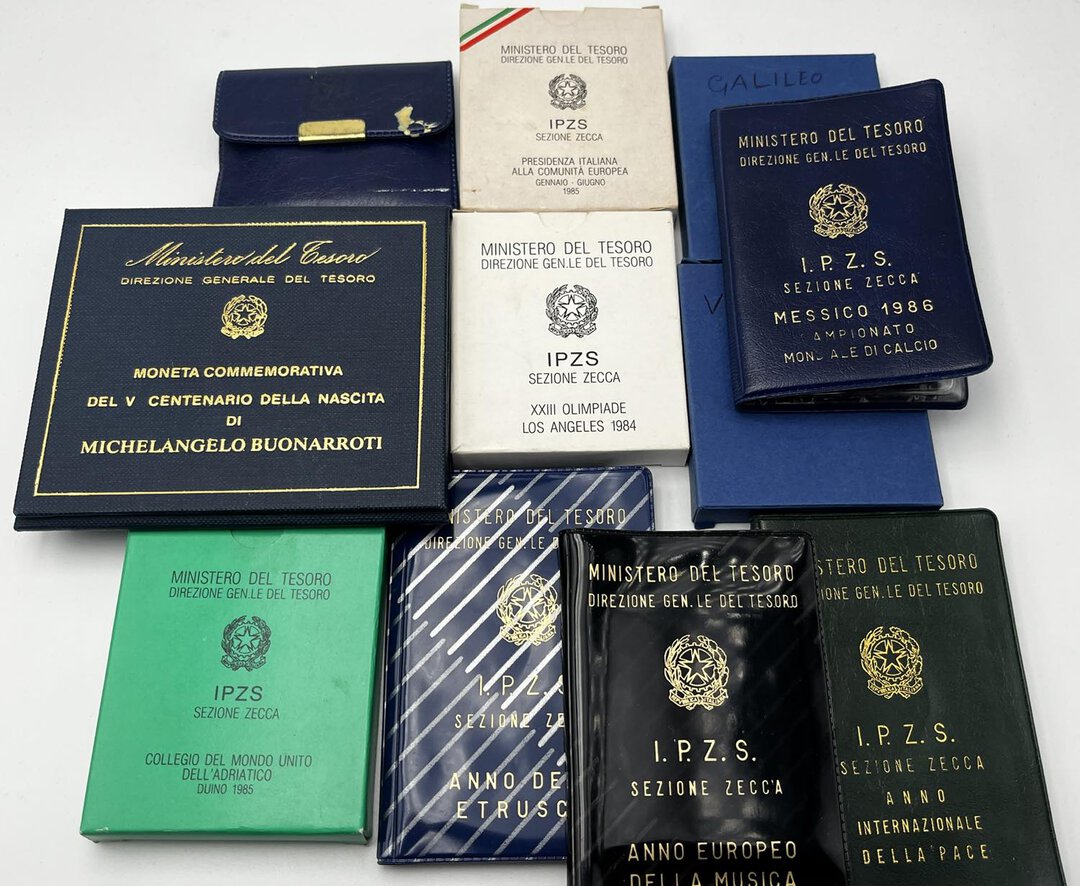 MINISTERO DEL TESORO
DIREZIONE GEN.LE DEL TESORO
IPZS
SEZIONE ZECCA
PRESIDENZA ITALIANA
ALLA COMUNITÀ EUROPEA
GENNAIO - GIUGNO
1985
GALILEO
MINISTERO DEL TESORO
DIREZIONE GEN.LE DEL TESORO
I. P. Z. S.
SEZIONE ZECCA
MESSICO 1986
AMPIONATO
MON ALE DI CALCIO
V
Ministero del Tesoro
DIREZIONE GENERALE DEL TESORO
MONETA COMMEMORATIVA
DEL V CENTENARIO DELLA NASCITA
DI
MICHELANGELO BUONARROTI
MINISTERO DEL TESORO
DIREZIONE GEN.LE DEL TESORO
IPZS
SEZIONE ZECCA
XXIII OLIMPIADE
LOS ANGELES 1984
MINISTERO DEL TESORO
DIREZIONE GEN.LE DEL TESORO
IPZS
SEZIONE ZECCA
COLLEGIO DEL MONDO UNITO
DELL'ADRIATICO
DUINO 1985
NISTERO DEL TESORO
DIREZIONE GEN.LE D
I. P. Z. S
SEZIONE ZE
ANNO DE
ETRUSC
MINISTERO DEL TESORO
DIREZIONE GEN.LE DEL TESORO
I. P. Z. S.
SEZIONE ZECCA
ANNO EUROPEO
DELLA MUSICA
STERO DEL TESORO
IONE GEN.LE DEL TESORO
I. P. Z. S.
SEZIONE ZECCA
ANNO
INTERNAZIONALE
DELLA PACE